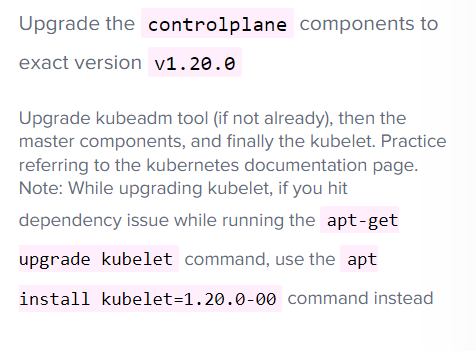 Upgrade the controlplane components to
exact version v1.20.0
Upgrade kubeadm tool (if not already), then the
master components, and finally the kubelet. Practice
referring to the kubernetes documentation page.
Note: While upgrading kubelet, if you hit
dependency issue while running the apt-get
upgrade kubelet command, use the apt
install kubelet=1.20.0-00 command instead